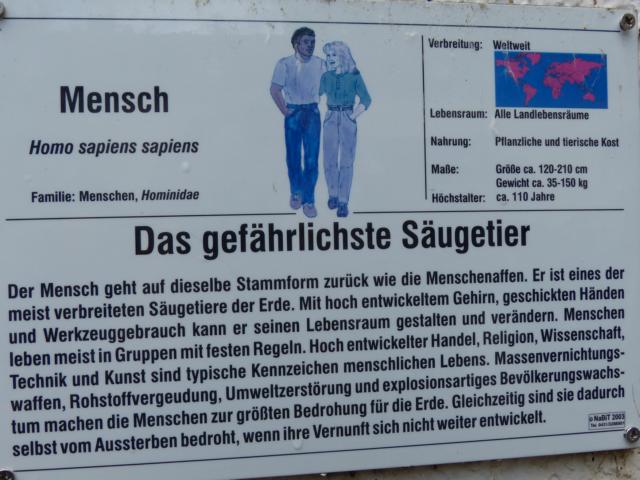 Mensch
Homo sapiens sapiens
Familie: Menschen, Hominidae
Verbreitung: Weltweit
Lebensraum: Alle Landlebensräume
Nahrung: Pflanzliche und tierische Kost
Maße: Größe ca. 120-210 cm
Gewicht ca. 35-150 kg
Höchstalter: ca. 110 Jahre
Das gefährlichste Säugetier
Der Mensch geht auf dieselbe Stammform zurück wie die Menschenaffen. Er ist eines der
meist verbreiteten Säugetiere der Erde. Mit hoch entwickeltem Gehirn, geschickten Händen
und Werkzeuggebrauch kann er seinen Lebensraum gestalten und verändern. Menschen
leben meist in Gruppen mit festen Regeln. Hoch entwickelter Handel, Religion, Wissenschaft,
Technik und Kunst sind typische Kennzeichen menschlichen Lebens. Massenvernichtungs-
waffen, Rohstoffvergeudung, Umweltzerstörung und explosionsartiges Bevölkerungswachs-
tum machen die Menschen zur größten Bedrohung für die Erde. Gleichzeitig sind sie dadurch
selbst vom Aussterben bedroht, wenn ihre Vernunft sich nicht weiter entwickelt.
© NaBiT 2003